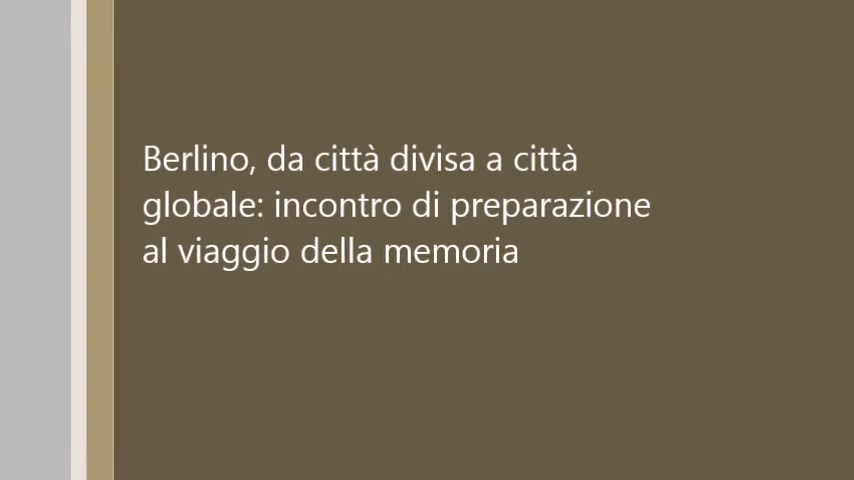 Berlino, da città divisa a città
globale: incontro di preparazione
al viaggio della memoria